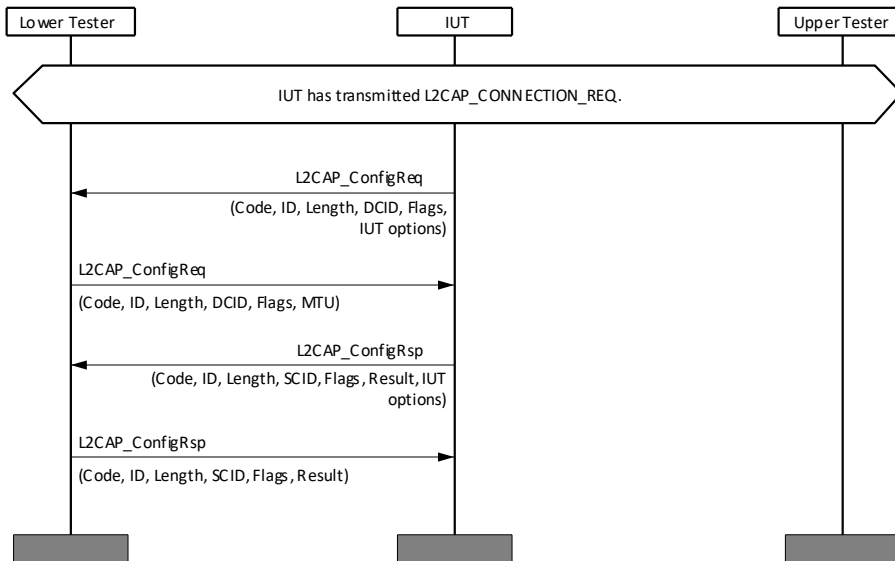 Lower Tester
IUT
Upper Tester
IUT has transmitted L2CAP_CONNECTION_REQ.
L2CAP_ConfigReq
(Code, ID, Length, DCID, Flags,
IUT options)
L2CAP_ConfigReq
(Code, ID, Length, DCID, Flags, MTU)
L2CAP_ConfigRsp
(Code, ID, Length, SCID, Flags, Result, IUT
options)
L2CAP_ConfigRsp
(Code, ID, Length, SCID, Flags, Result)